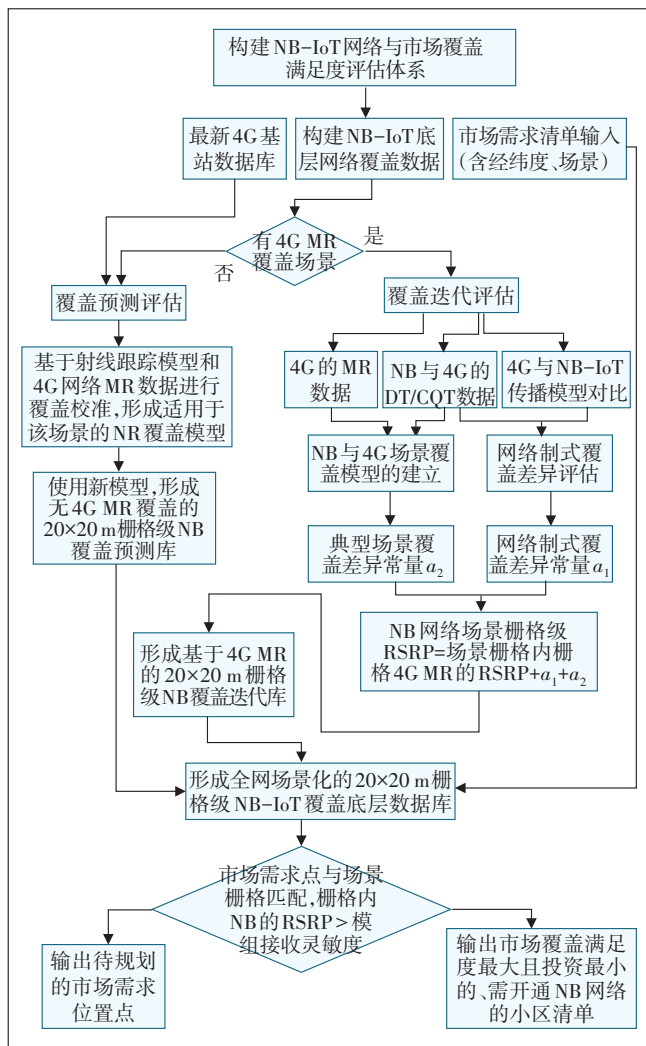 构建NB-IoT网络与市场覆盖
满足度评估体系
最新4G基
站数据库
构建NB-IoT底
层网络覆盖数据
市场需求清单输入
(含经纬度、场景)
有4G MR
覆盖场景
是
否
覆盖预测评估
覆盖迭代评估
基于射线跟踪模型和
4G网络MR数据进行
覆盖校准,形成适用于
该场景的NR覆盖模型
4G的MR
数据
NB与4G的
DT/CQT数据
4G与NB-IoT
传播模型对比
NB与4G场景覆
盖模型的建立
网络制式覆
盖差异评估
使用新模型,形成
无4G MR覆盖的
20×20 m栅格级NB
覆盖预测库
典型场景覆
盖差异常量a₂
网络制式覆
盖差异常量a₁
形成基于4G MR
的20×20 m栅格
级NB覆盖迭代库
NB网络场景栅格级
RSRP=场景栅格内栅
格4G MR的RSRP+a₁+a₂
形成全网场景化的20×20 m栅
格级NB-IoT覆盖底层数据库
市场需求点与场景
栅格匹配,栅格内
NB的RSRP>模
组接收灵敏度
输出待规划
的市场需求
位置点
输出市场覆盖满足
度最大且投资最小
的、需开通NB网络
的小区清单